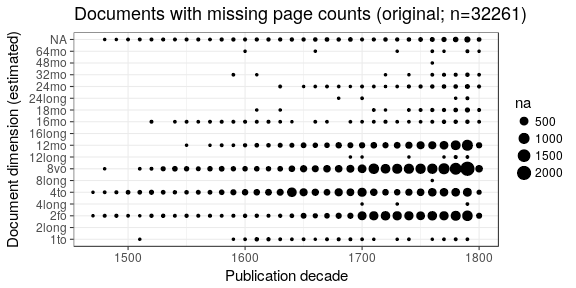 Documents with missing page counts (original; n=32261)
Document dimension (estimated)
NA
64mo
48mo
32mo
24mo
24long
18mo
16mo
16long
12mo
12long
8vo
8long
4to
4long
2fo
2long
1to
1500
1600
1700
1800
Publication decade
na
500
1000
1500
2000